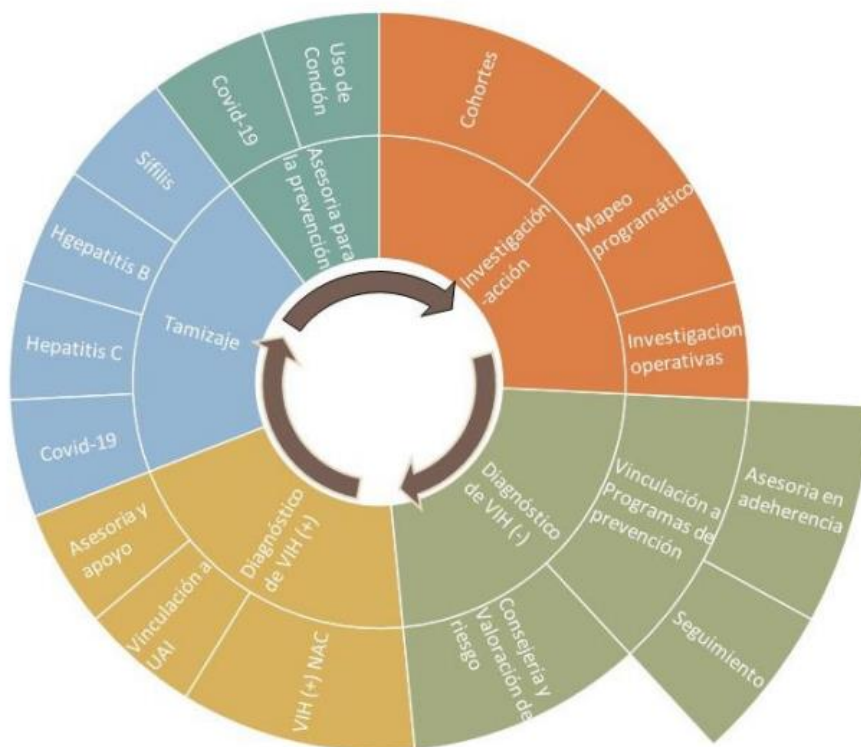 Uso de
Condón
Covid-19
Asesoria para
la prevención
Cohortes
Mapeo
programático
Investigacion
operativas
Investigación
-acción
Sífilis
Hgepatitis B
Hepatitis C
Covid-19
Tamizaje
Diagnóstico
de VIH (+)
Asesoria y
apoyo
Vinculación a
UAI
VIH (+) NAC
Diagnóstico
de VIH (-)
Vinculación a
Programas de
prevención
Consejería y
Valoración de
riesgo
Asesoria en
adeherencia
Seguimiento